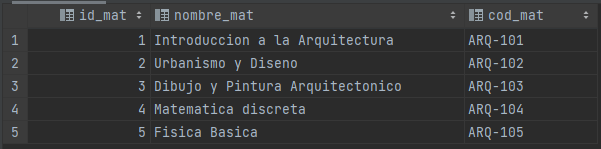 id_mat nombre_mat cod_mat
1 1 Introduccion a la Arquitectura ARQ-101
2 2 Urbanismo y Diseno ARQ-102
3 3 Dibujo y Pintura Arquitectonico ARQ-103
4 4 Matematica discreta ARQ-104
5 5 Fisica Basica ARQ-105